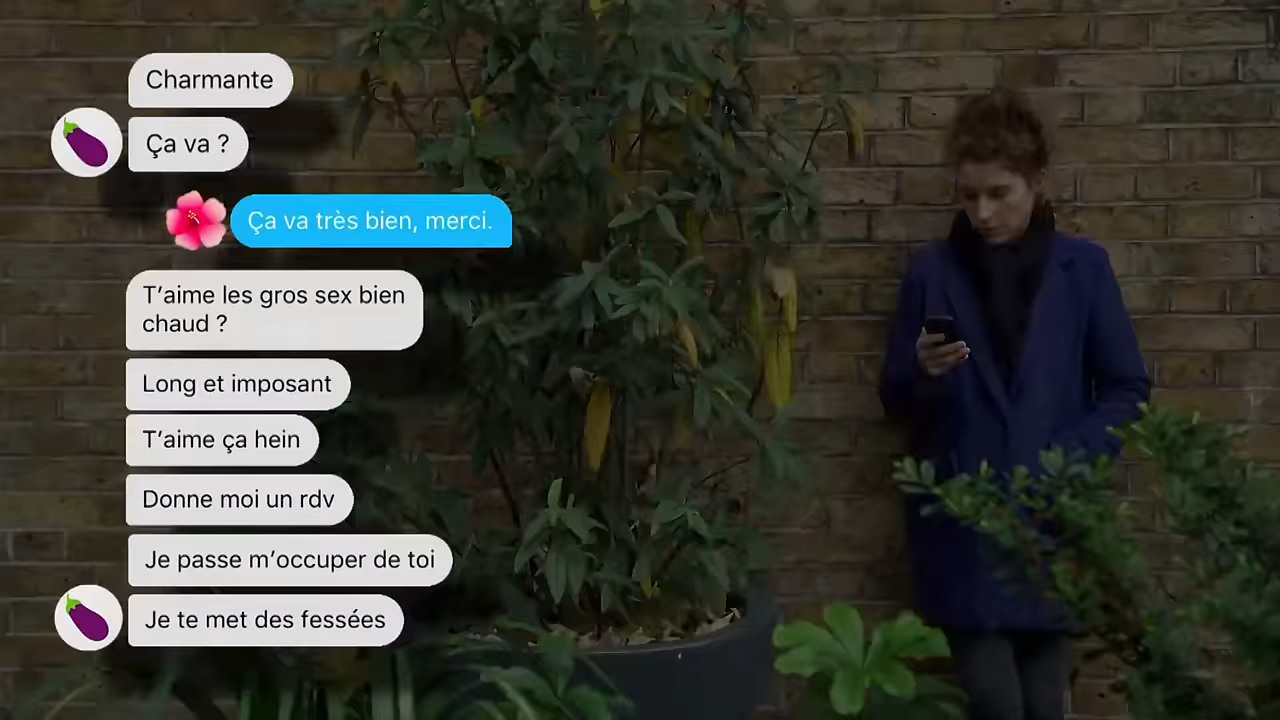 Charmante
Ça va ?
Ça va très bien, merci.
T’aime les gros sex bien
chaud ?
Long et imposant
T’aime ça hein
Donne moi un rdv
Je passe m’occuper de toi
Je te met des fessées